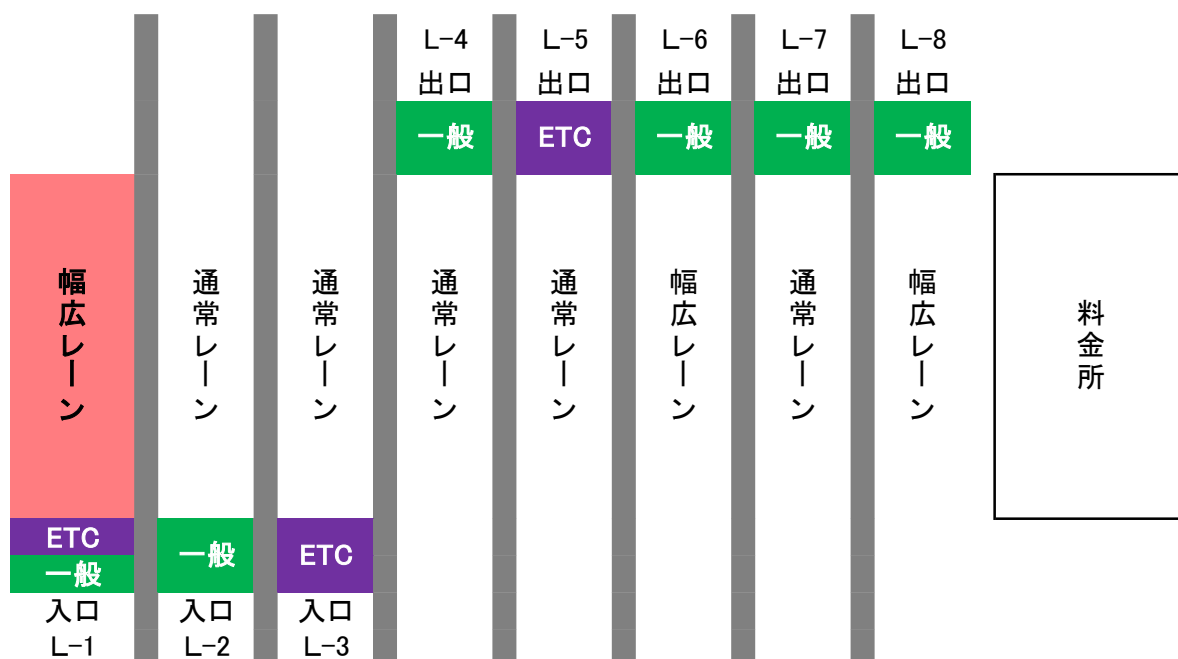 L-4
L-5
L-6
L-7
L-8
出口
出口
出口
出口
出口
一般
ETC
一般
一般
一般
幅広レーン
通常レーン
通常レーン
通常レーン
通常レーン
幅広レーン
通常レーン
幅広レーン
料金所
ETC
一般
一般
ETC
入口
入口
入口
L-1
L-2
L-3